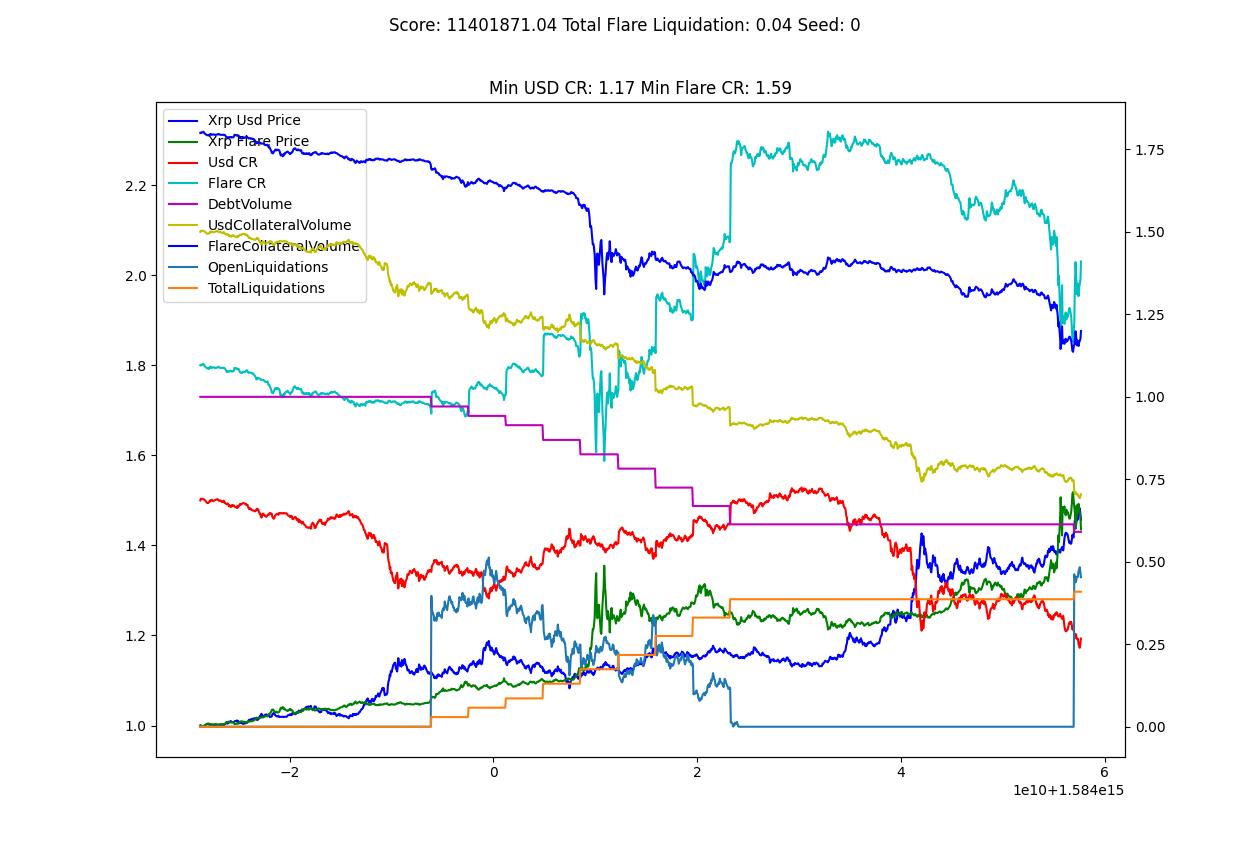 Score: 11401871.04 Total Flare Liquidation: 0.04 Seed: 0
Min USD CR: 1.17 Min Flare CR: 1.59
Xrp Usd Price
Xrp Flare Price
Usd CR
Flare CR
DebtVolume
UsdCollateralVolume
FlareCollateralVolume
OpenLiquidations
TotalLiquidations
2.2
2.0
1.8
1.6
1.4
1.2
1.0
1.75
1.50
1.25
1.00
0.75
0.50
0.25
0.00
−2
0
2
4
6
1e10+1.584e15